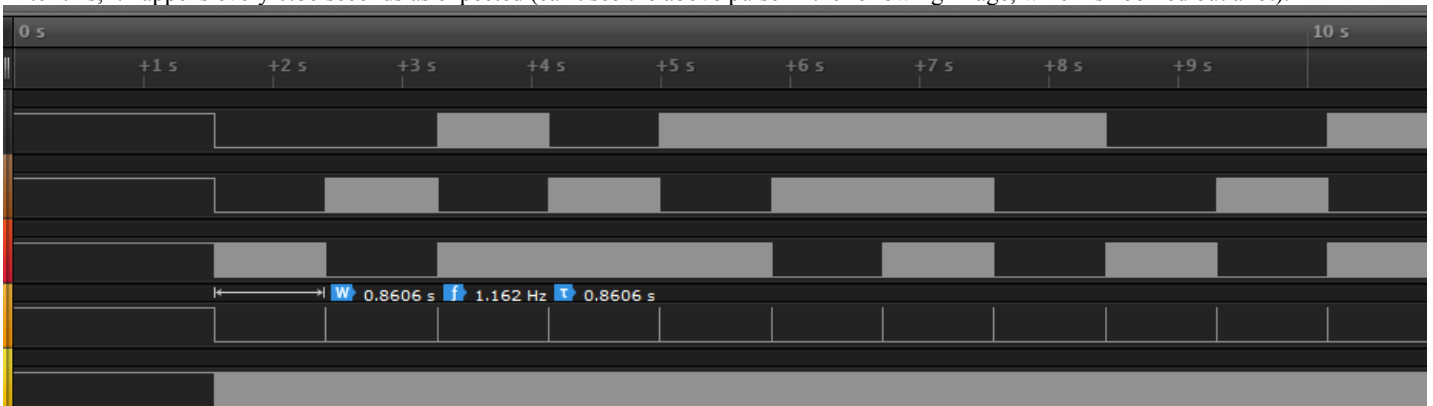 0 s 10 s
+1 s +2 s +3 s +4 s +5 s +6 s +7 s +8 s +9 s
W 0.8606 s f 1.162 Hz τ 0.8606 s